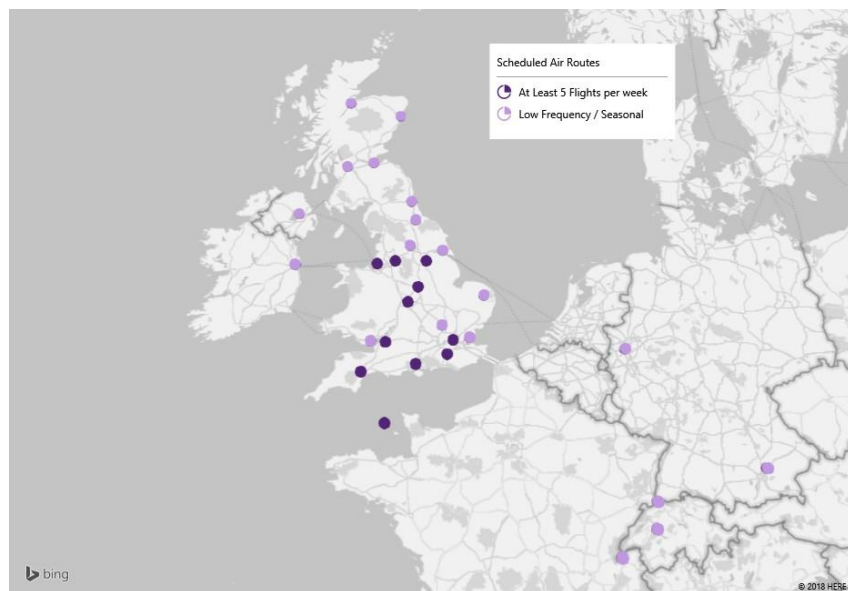 Scheduled Air Routes
At Least 5 Flights per week
Low Frequency / Seasonal
bing
© 2018 HERE